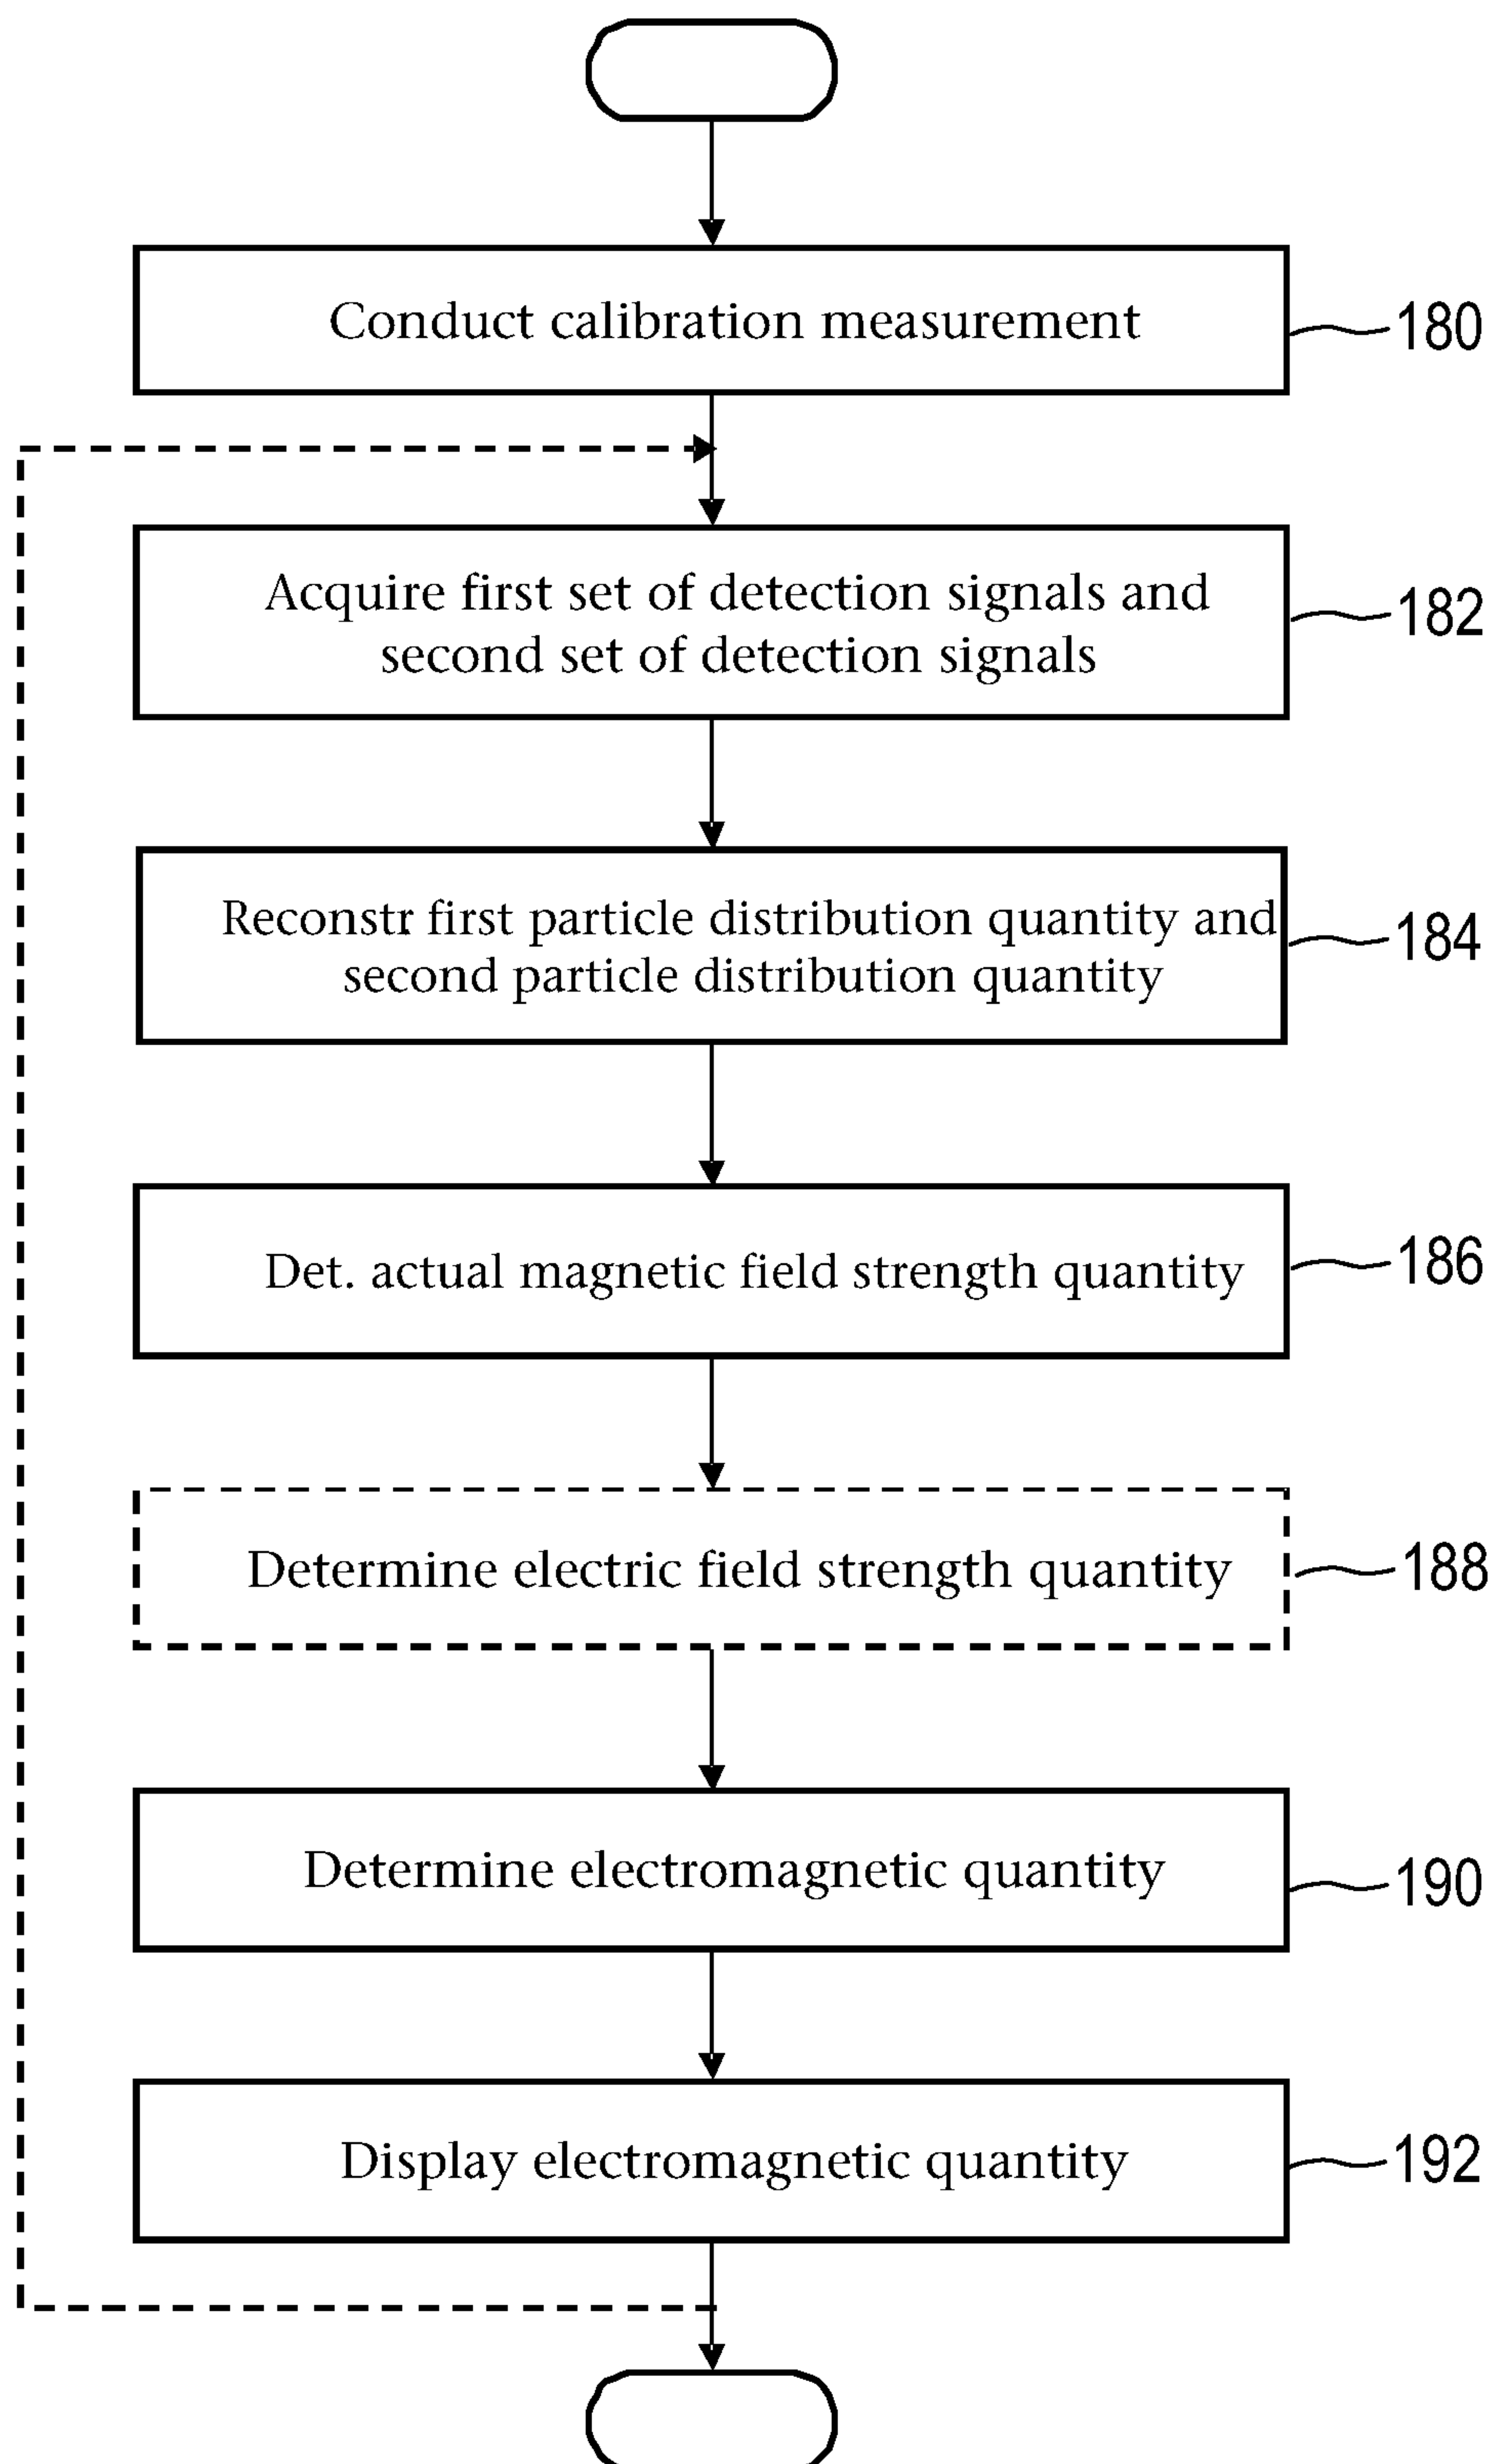 Conduct calibration measurement
180
Acquire first set of detection signals and
second set of detection signals
182
Reconstr first particle distribution quantity and
second particle distribution quantity
184
Det. actual magnetic field strength quantity
186
Determine electric field strength quantity
188
Determine electromagnetic quantity
190
Display electromagnetic quantity
192